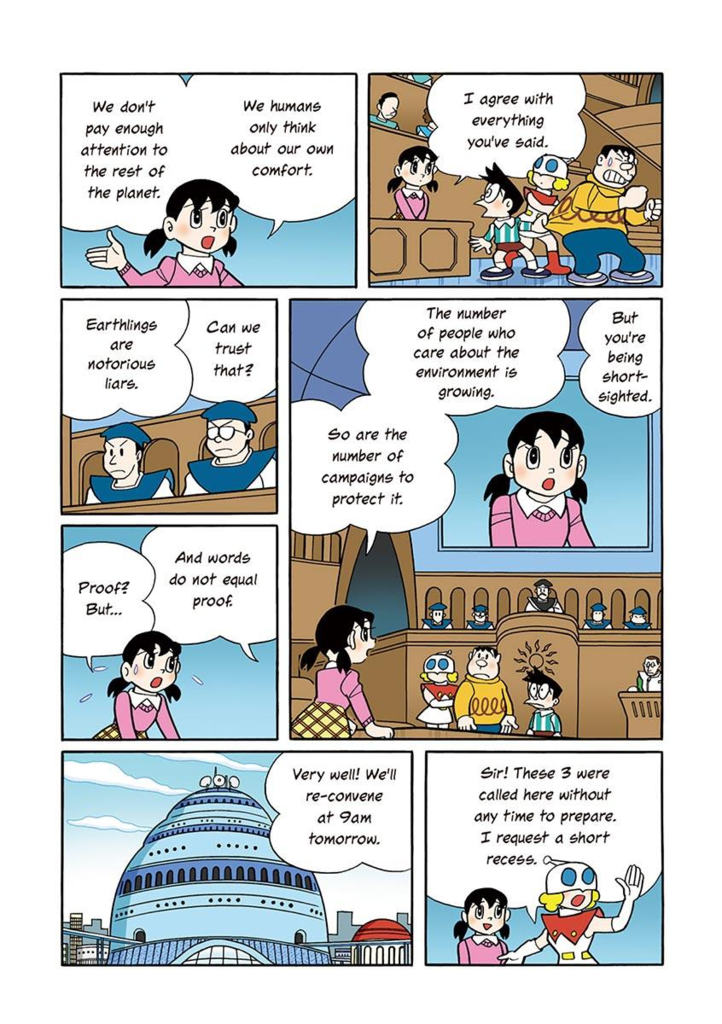 I agree with
everything
you've said.
We humans
only think
about our own
comfort.
We don't
pay enough
attention to
the rest of
the planet.
But
you're
being
short-
sighted.
The number
of people who
care about the
environment is
growing.
So are the
number of
campaigns to
protect it.
Can we
trust
that?
Earthlings
are
notorious
liars.
And words
do not equal
proof.
Proof?
But...
Sir! These 3 were
called here without
any time to prepare.
I request a short
recess.
Very well! We'll
re-convene
at 9am
tomorrow.